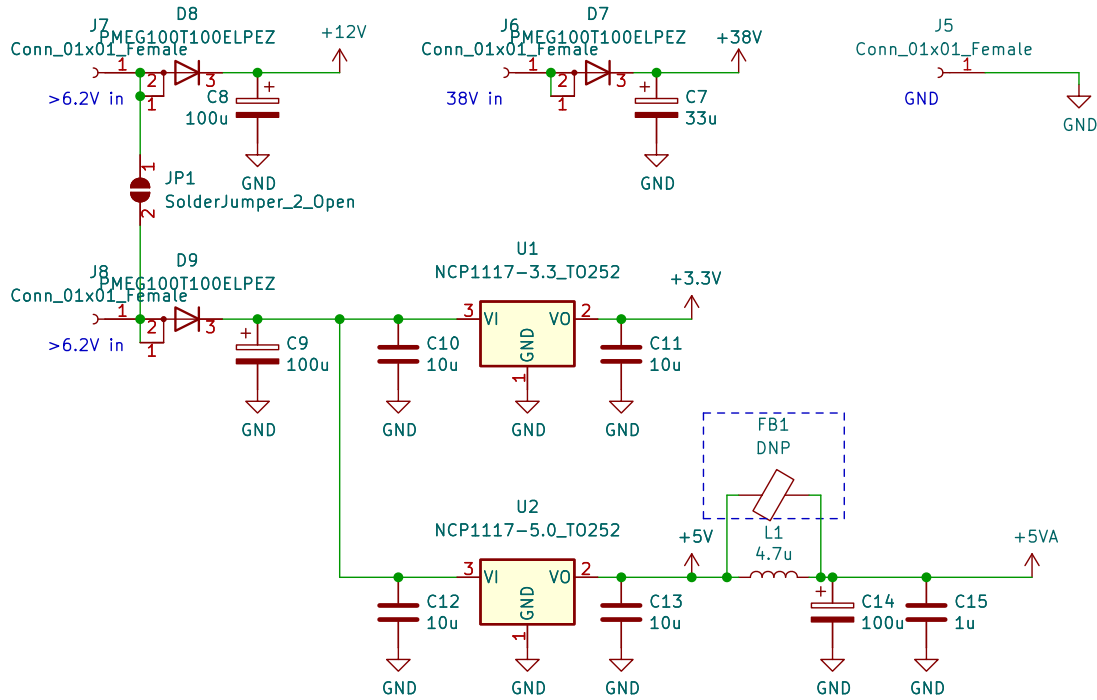 D8
J7
PMEG100T100ELPEZ
Conn_01x01_Female
1
2
3
1
>6.2V in
+12V
+
C8
100u
GND
D7
J6
PMEG100T100ELPEZ
Conn_01x01_Female
1
2
3
1
38V in
+38V
+
C7
33u
GND
J5
Conn_01x01_Female
1
GND
GND
1
JP1
SolderJumper_2_Open
2
D9
J8
PMEG100T100ELPEZ
Conn_01x01_Female
1
2
3
1
>6.2V in
+
C9
100u
GND
C10
10u
GND
U1
NCP1117-3.3_TO252
3
VI
VO
2
GND
1
GND
+3.3V
C11
10u
GND
FB1
DNP
U2
NCP1117-5.0_TO252
3
VI
VO
2
GND
1
GND
C12
10u
GND
+5V
C13
10u
GND
L1
4.7u
+5VA
+
C14
100u
GND
C15
1u
GND